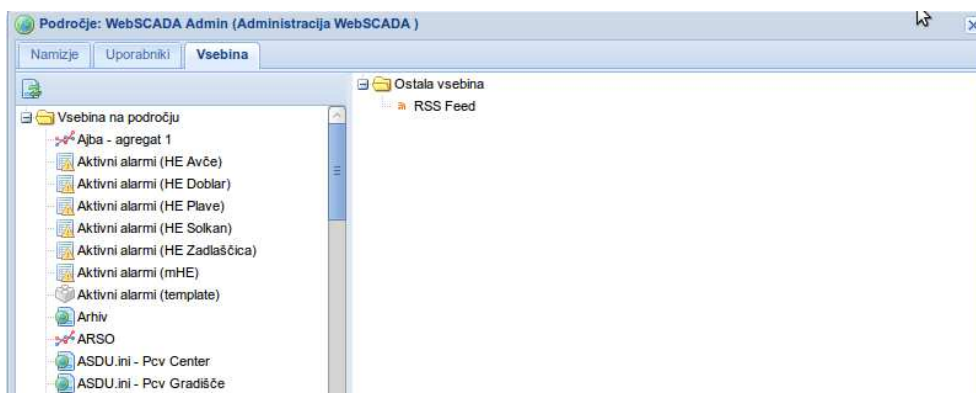 Področje: WebSCADA Admin (Administracija WebSCADA )
Namizje Uporabniki Vsebina
Vsebina na področju
Ajba - agregat 1
Aktivni alarmi (HE Avče)
Aktivni alarmi (HE Doblar)
Aktivni alarmi (HE Plave)
Aktivni alarmi (HE Solkan)
Aktivni alarmi (HE Zadlaščica)
Aktivni alarmi (mHE)
Aktivni alarmi (template)
Arhiv
ARSO
ASDU.ini - Pcv Center
ASDU.ini - Pcv Gradišče
Ostala vsebina
RSS Feed